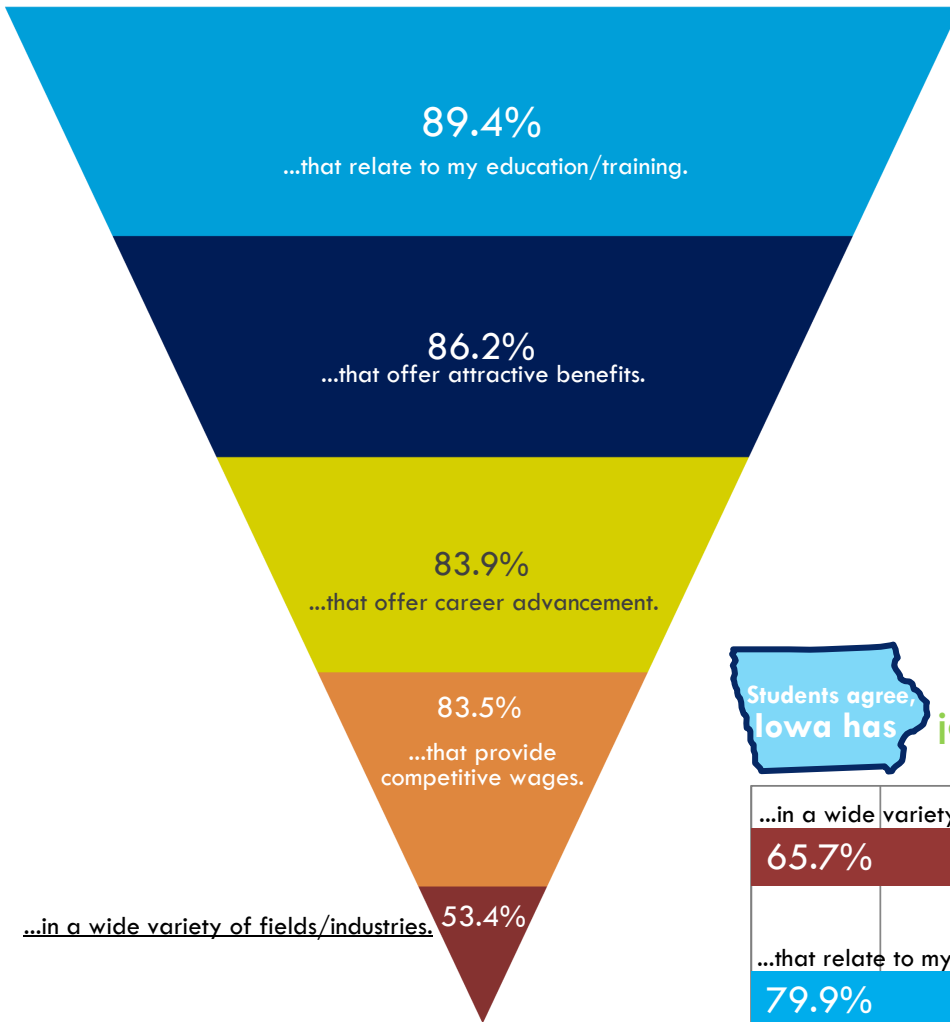 89.4%
...that relate to my education/training.
86.2%
...that offer attractive benefits.
83.9%
...that offer career advancement.
83.5%
...that provide
competitive wages.
...in a wide variety of fields/industries.
53.4%
Students agree,
Iowa has
...in a wide variety
65.7%
...that relate to my
79.9%